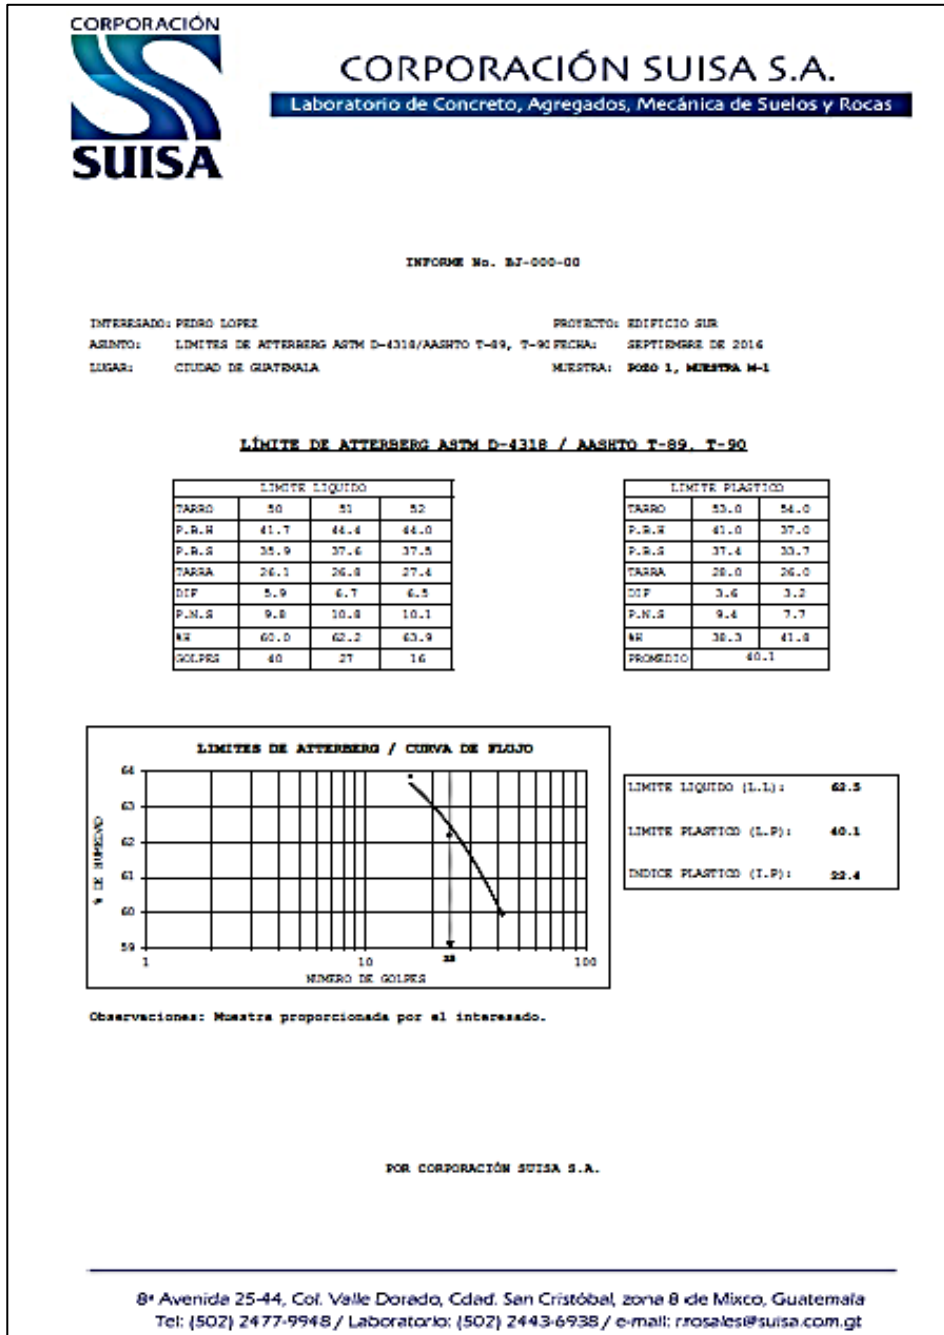 CORPORACIÓN
SUISA
CORPORACIÓN SUISA S.A.
Laboratorio de Concreto, Agregados, Mecánica de Suelos y Rocas
INFORME No. EJ-000-00
INTERESADO: PEDRO LOPEZ PROYECTO: EDIFICIO SUR
ASUNTO: LIMITES DE ATTERBERG ASTM D-4318/AASHTO T-89, T-90 FECHA: SEPTIEMBRE DE 2016
LUGAR: CIUDAD DE GUATEMALA MUESTRA: POZO 1, MUESTRA M-1
LÍMITE DE ATTERBERG ASTM D-4318 / AASHTO T-89, T-90
LIMITE LIQUIDO
TARRO 50 51 52
P.B.H 41.7 44.4 44.0
P.B.S 35.9 37.6 37.5
TARRA 26.1 26.8 27.4
DIF 5.9 6.7 6.5
P.N.S 9.8 10.8 10.1
%H 60.0 62.2 63.9
GOLPES 40 27 16
LIMITE PLASTICO
TARRO 53.0 54.0
P.B.H 41.0 37.0
P.B.S 37.4 33.7
TARRA 28.0 26.0
DIF 3.6 3.2
P.N.S 9.4 7.7
%H 38.3 41.8
PROMEDIO 40.1
LIMITES DE ATTERBERG / CURVA DE FLUJO
% DE HUMEDAD
64
63
62
61
60
59
1 10 25 100
NUMERO DE GOLPES
LIMITE LIQUIDO (L.L): 62.5
LIMITE PLASTICO (L.P): 40.1
INDICE PLASTICO (I.P): 22.4
Observaciones: Muestra proporcionada por el interesado.
POR CORPORACIÓN SUISA S.A.
8ª Avenida 25-44, Col. Valle Dorado, Cdad. San Cristóbal, zona 8 de Mixco, Guatemala
Tel: (502) 2477-9948 / Laboratorio: (502) 2443-6938 / e-mail: rrosales@suisa.com.gt